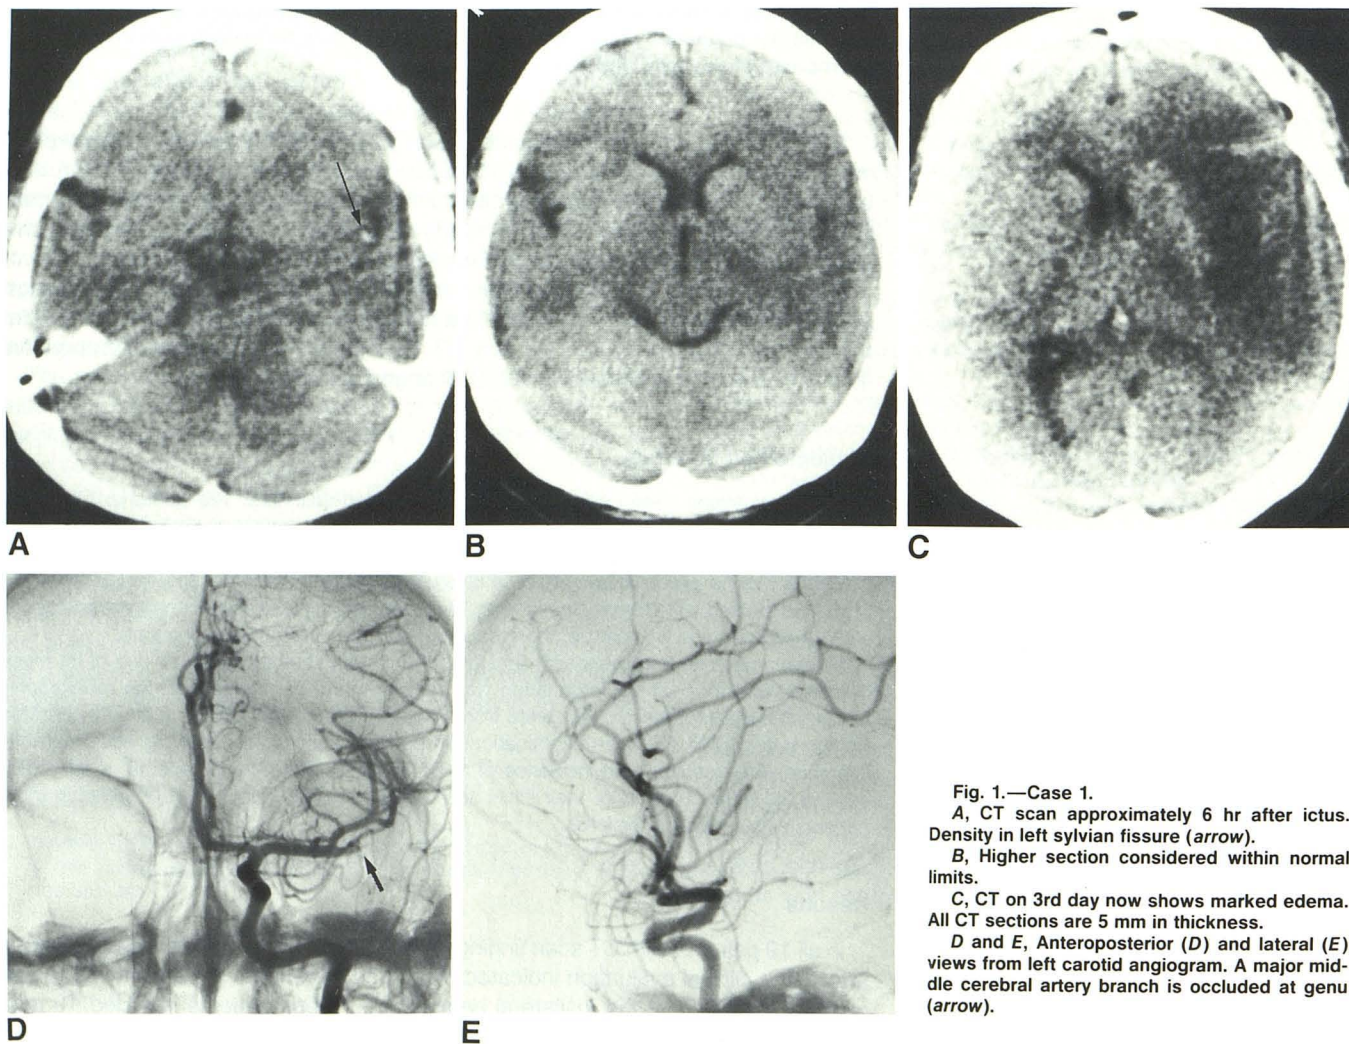 A
B
C
D
E
Fig. 1.—Case 1.
A, CT scan approximately 6 hr after ictus.
Density in left sylvian fissure (arrow).
B, Higher section considered within normal
limits.
C, CT on 3rd day now shows marked edema.
All CT sections are 5 mm in thickness.
D and E, Anteroposterior (D) and lateral (E)
views from left carotid angiogram. A major mid-
dle cerebral artery branch is occluded at genu
(arrow).